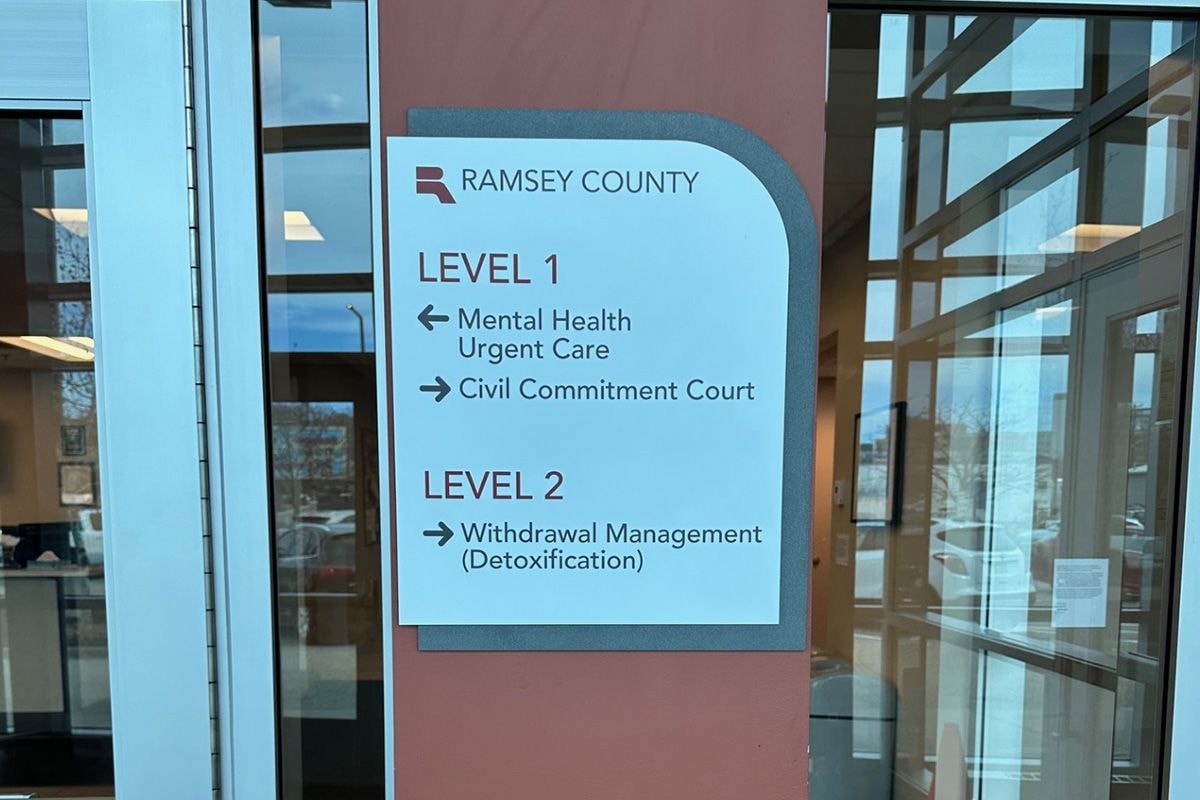 RAMSEY COUNTY
LEVEL 1
← Mental Health
Urgent Care
→ Civil Commitment Court
LEVEL 2
→ Withdrawal Management
(Detoxification)